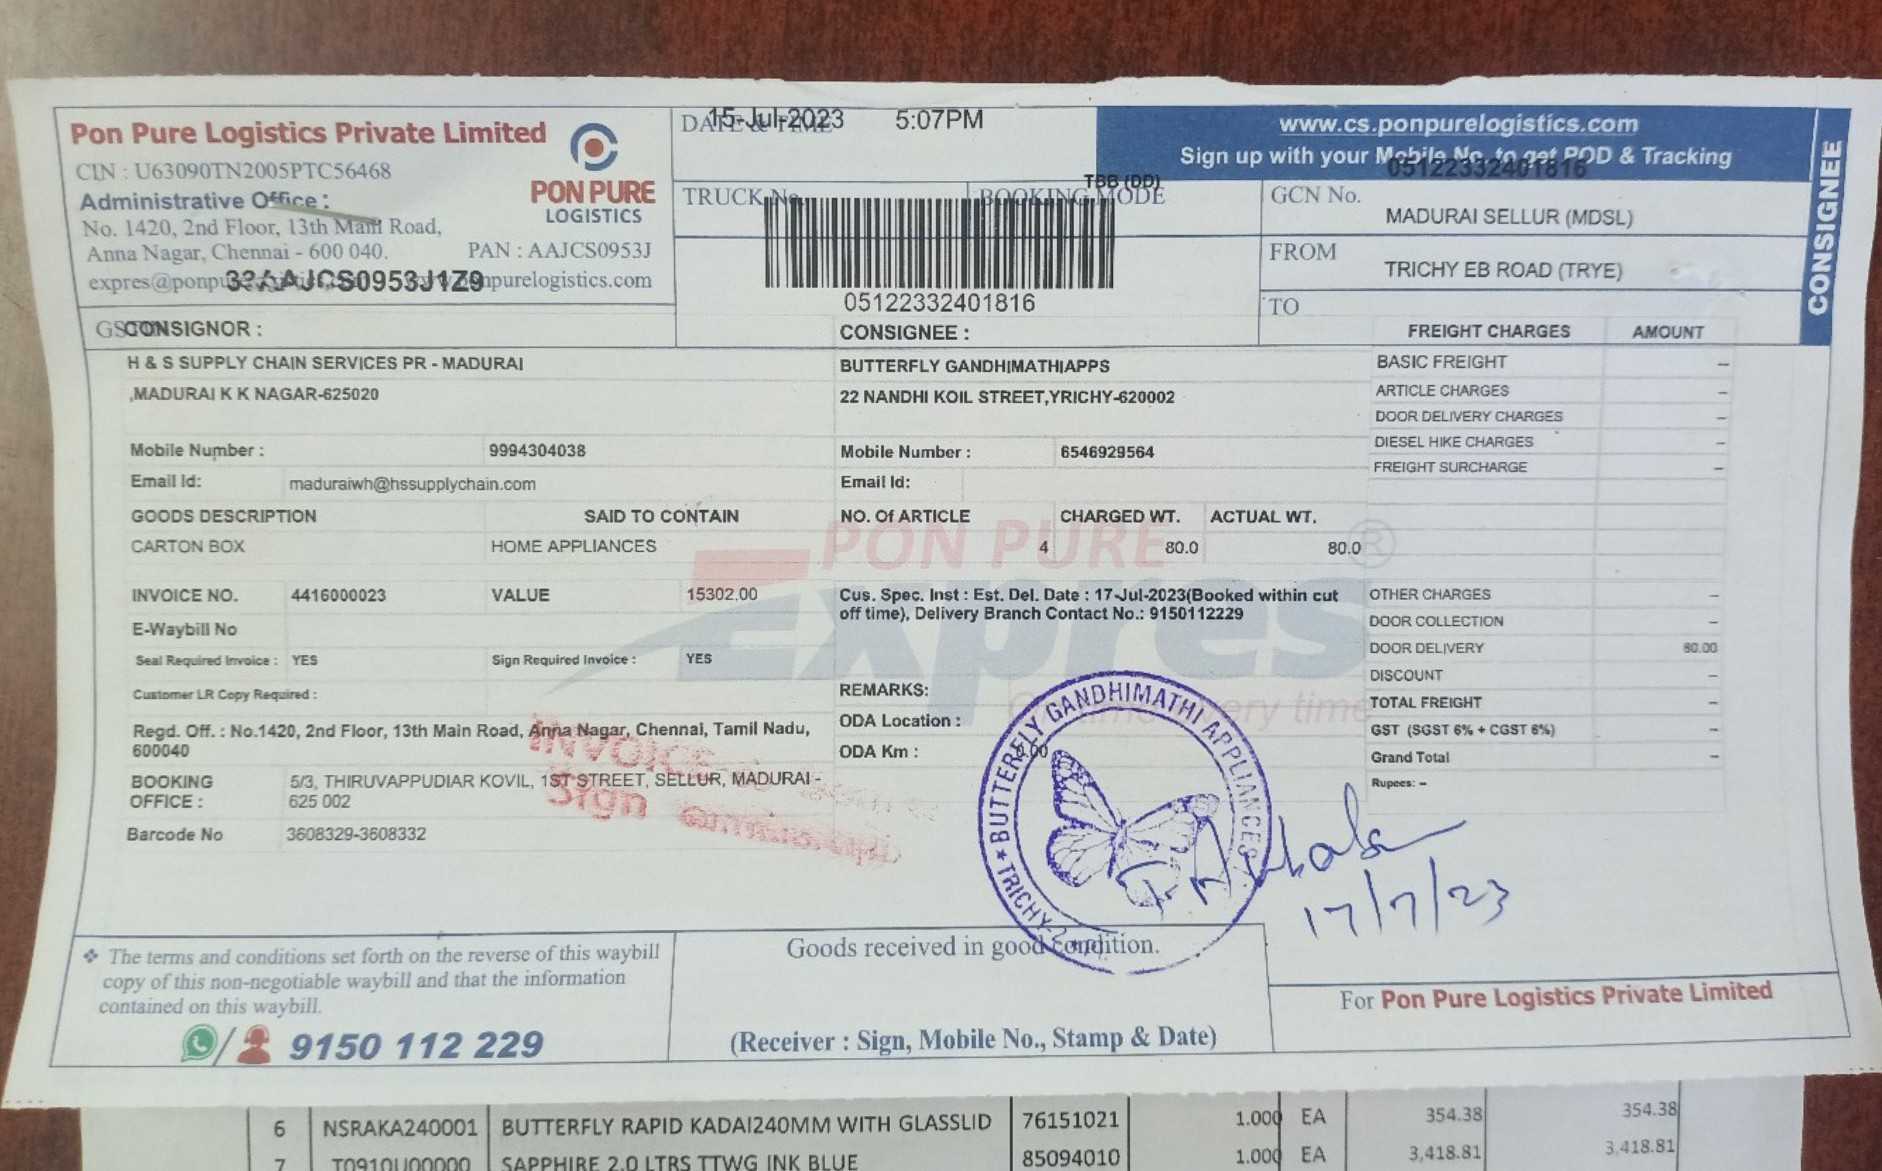 Pon Pure Logistics Private Limited
CIN : U63090TN2005PTC56468
Administrative Office :
No. 1420, 2nd Floor, 13th Main Road,
Anna Nagar, Chennai - 600 040. PAN : AAJCS0953J
33AAJCS0953J1Z9
PON PURE
LOGISTICS
DATE & TIME 15-Jul-2023 5:07PM
www.cs.ponpurelogistics.com
Sign up with your Mobile No. to get POD & Tracking
CONSIGNEE
TRUCK No. BOOKING MODE TBB (DD)
05122332401816
GCN No. 05122332401816
MADURAI SELLUR (MDSL)
FROM
TRICHY EB ROAD (TRYE)
TO
CONSIGNOR : CONSIGNEE : FREIGHT CHARGES AMOUNT
H & S SUPPLY CHAIN SERVICES PR - MADURAI BUTTERFLY GANDHIMATHIAPPS BASIC FREIGHT –
,MADURAI K K NAGAR-625020 22 NANDHI KOIL STREET,YRICHY-620002 ARTICLE CHARGES –
DOOR DELIVERY CHARGES –
Mobile Number : 9994304038 Mobile Number : 6546929564 DIESEL HIKE CHARGES –
Email Id: maduraiwh@hssupplychain.com Email Id: FREIGHT SURCHARGE –
GOODS DESCRIPTION SAID TO CONTAIN NO. Of ARTICLE CHARGED WT. ACTUAL WT.
CARTON BOX HOME APPLIANCES 4 80.0 80.0
PON PURE ®
Expres
INVOICE NO. 4416000023 VALUE 15302.00 Cus. Spec. Inst : Est. Del. Date : 17-Jul-2023(Booked within cut OTHER CHARGES –
off time), Delivery Branch Contact No.: 9150112229 DOOR COLLECTION –
E-Waybill No DOOR DELIVERY 80.00
Seal Required Invoice : YES Sign Required Invoice : YES DISCOUNT –
Customer LR Copy Required : REMARKS: TOTAL FREIGHT –
Regd. Off. : No.1420, 2nd Floor, 13th Main Road, Anna Nagar, Chennai, Tamil Nadu, ODA Location : GST (SGST 6% + CGST 6%) –
600040 ODA Km : 0.00 Grand Total –
BOOKING 5/3, THIRUVAPPUDIAR KOVIL, 1ST STREET, SELLUR, MADURAI - Rupees: –
OFFICE : 625 002
Barcode No 3608329-3608332
INVOICE
Sign
BUTTERFLY GANDHIMATHI APPLIANCES
★ TRICHY-2
17/7/23
❖ The terms and conditions set forth on the reverse of this waybill
copy of this non-negotiable waybill and that the information
contained on this waybill.
9150 112 229
Goods received in good condition.
(Receiver : Sign, Mobile No., Stamp & Date)
For Pon Pure Logistics Private Limited
6 NSRAKA240001 BUTTERFLY RAPID KADAI240MM WITH GLASSLID 76151021 1.000 EA 354.38 354.38
7 T0910U00000 SAPPHIRE 2.0 LTRS TTWG INK BLUE 85094010 1.000 EA 3,418.81 3,418.81